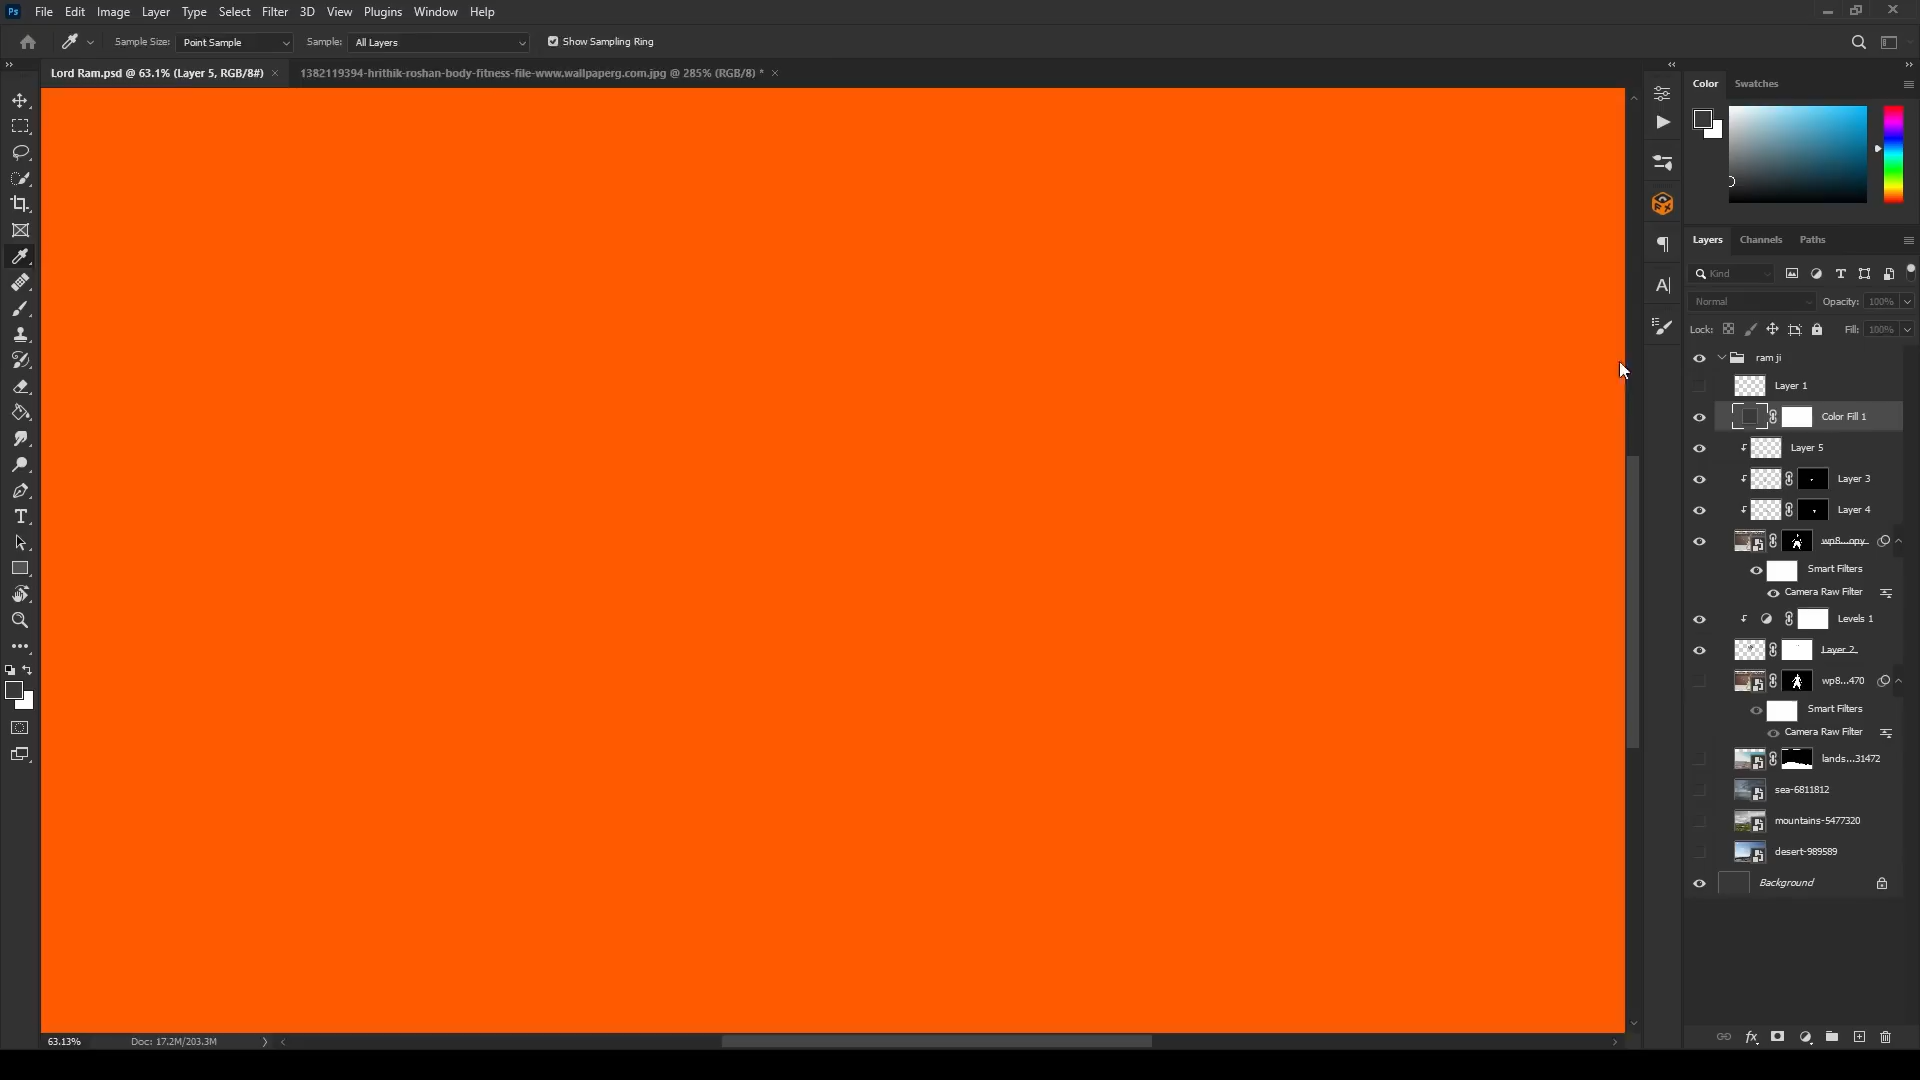 Ps File Edit Image Layer Type Select Filter 3D View Plugins Window Help
Sample Size: Point Sample Sample: All Layers Show Sampling Ring
Lord Ram.psd @ 63.1% (Layer 5, RGB/8#) × 1382119394-hrithik-roshan-body-fitness-file-www.wallpaperg.com.jpg @ 285% (RGB/8) * ×
Color Swatches
Layers Channels Paths
Kind
Normal Opacity: 100%
Lock: Fill: 100%
ram ji
Layer 1
Color Fill 1
Layer 5
Layer 3
Layer 4
wp8...opy
Smart Filters
Camera Raw Filter
Levels 1
Layer 2
wp8...470
Smart Filters
Camera Raw Filter
lands...31472
sea-6811812
mountains-5477320
desert-989589
Background
63.13% Doc: 17.2M/203.3M